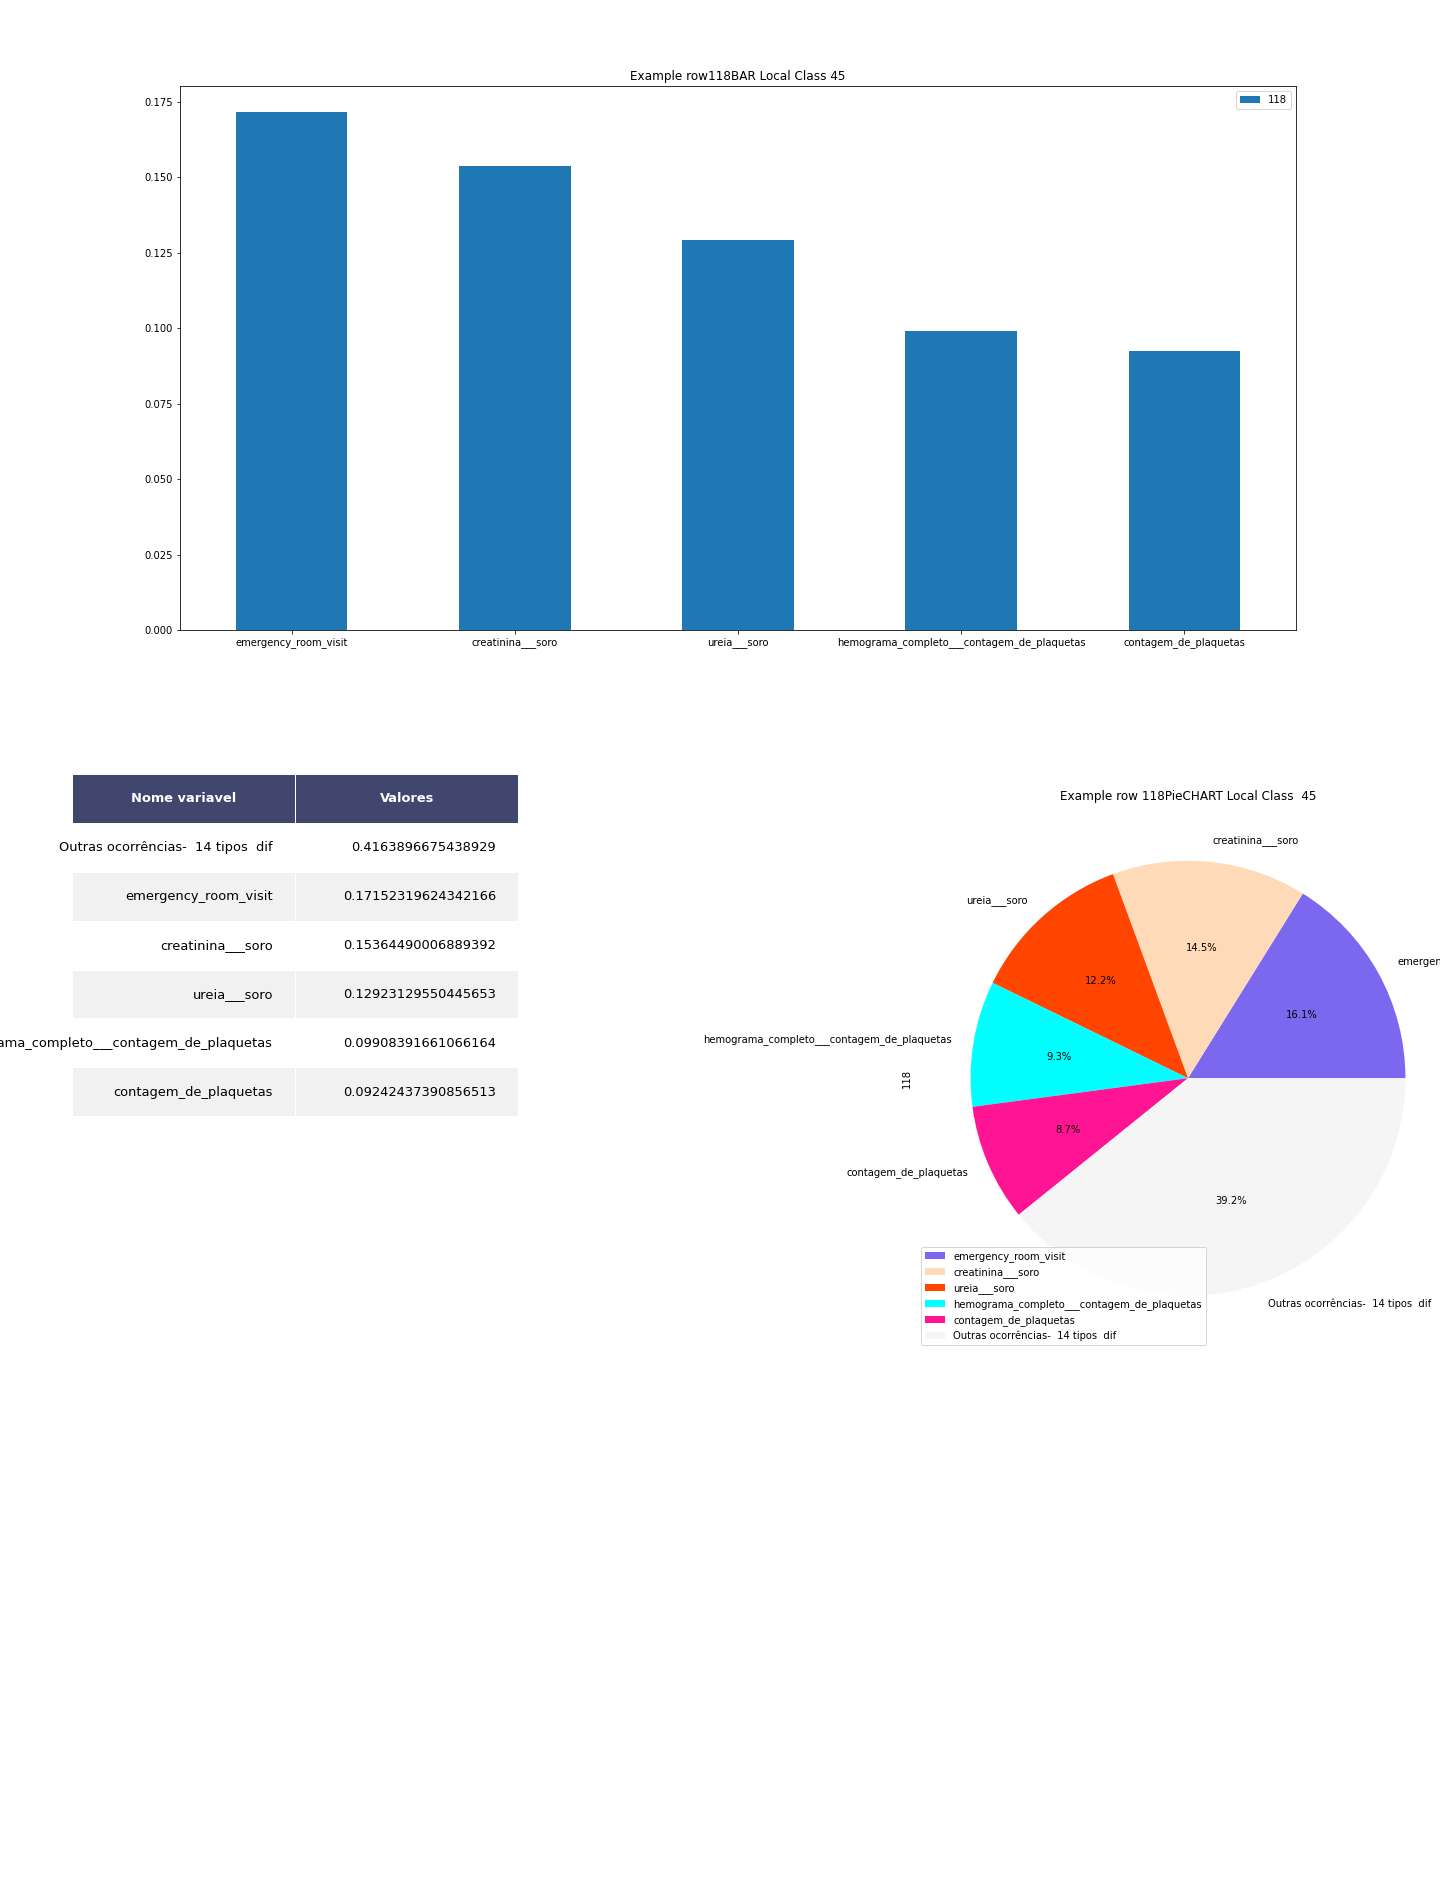 Example row118BAR Local Class 45
118
0.175
0.150
0.125
0.100
0.075
0.050
0.025
0.000
emergency_room_visit
creatinina___soro
ureia___soro
hemograma_completo___contagem_de_plaquetas
contagem_de_plaquetas
Nome variavel Valores
Outras ocorrências-  14 tipos  dif 0.4163896675438929
emergency_room_visit 0.17152319624342166
creatinina___soro 0.15364490006889392
ureia___soro 0.12923129550445653
ama_completo___contagem_de_plaquetas 0.09908391661066164
contagem_de_plaquetas 0.09242437390856513
Example row 118PieCHART Local Class  45
creatinina___soro
ureia___soro
emergen
14.5%
12.2%
16.1%
hemograma_completo___contagem_de_plaquetas
9.3%
118
8.7%
contagem_de_plaquetas
39.2%
emergency_room_visit
creatinina___soro
ureia___soro
hemograma_completo___contagem_de_plaquetas
contagem_de_plaquetas
Outras ocorrências-  14 tipos  dif
Outras ocorrências-  14 tipos  dif